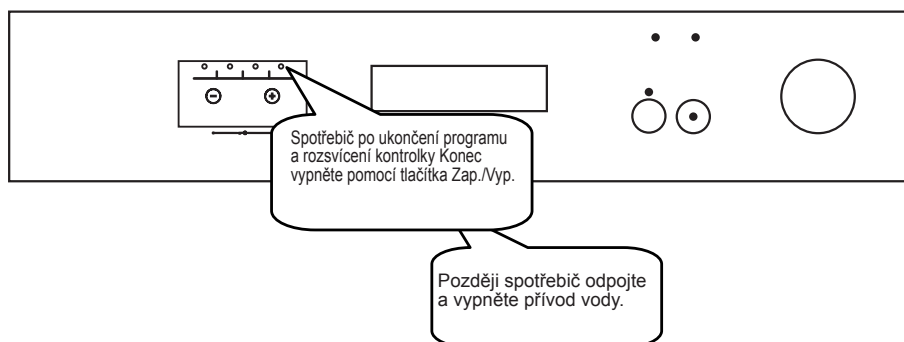 Spotřebič po ukončení programu
a rozsvícení kontrolky Konec
vypněte pomocí tlačítka Zap./Vyp.
Později spotřebič odpojte
a vypněte přívod vody.